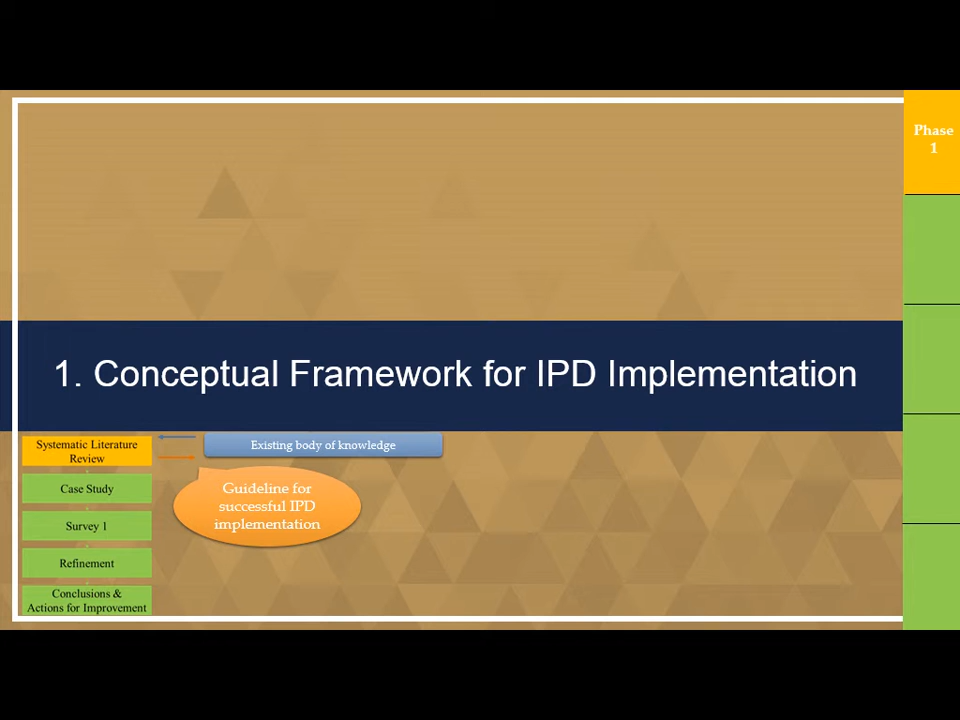 Phase
1
1. Conceptual Framework for IPD Implementation
Systematic Literature
Review
Existing body of knowledge
Case Study
Guideline for
successful IPD
implementation
Survey 1
Refinement
Conclusions &
Actions for Improvement